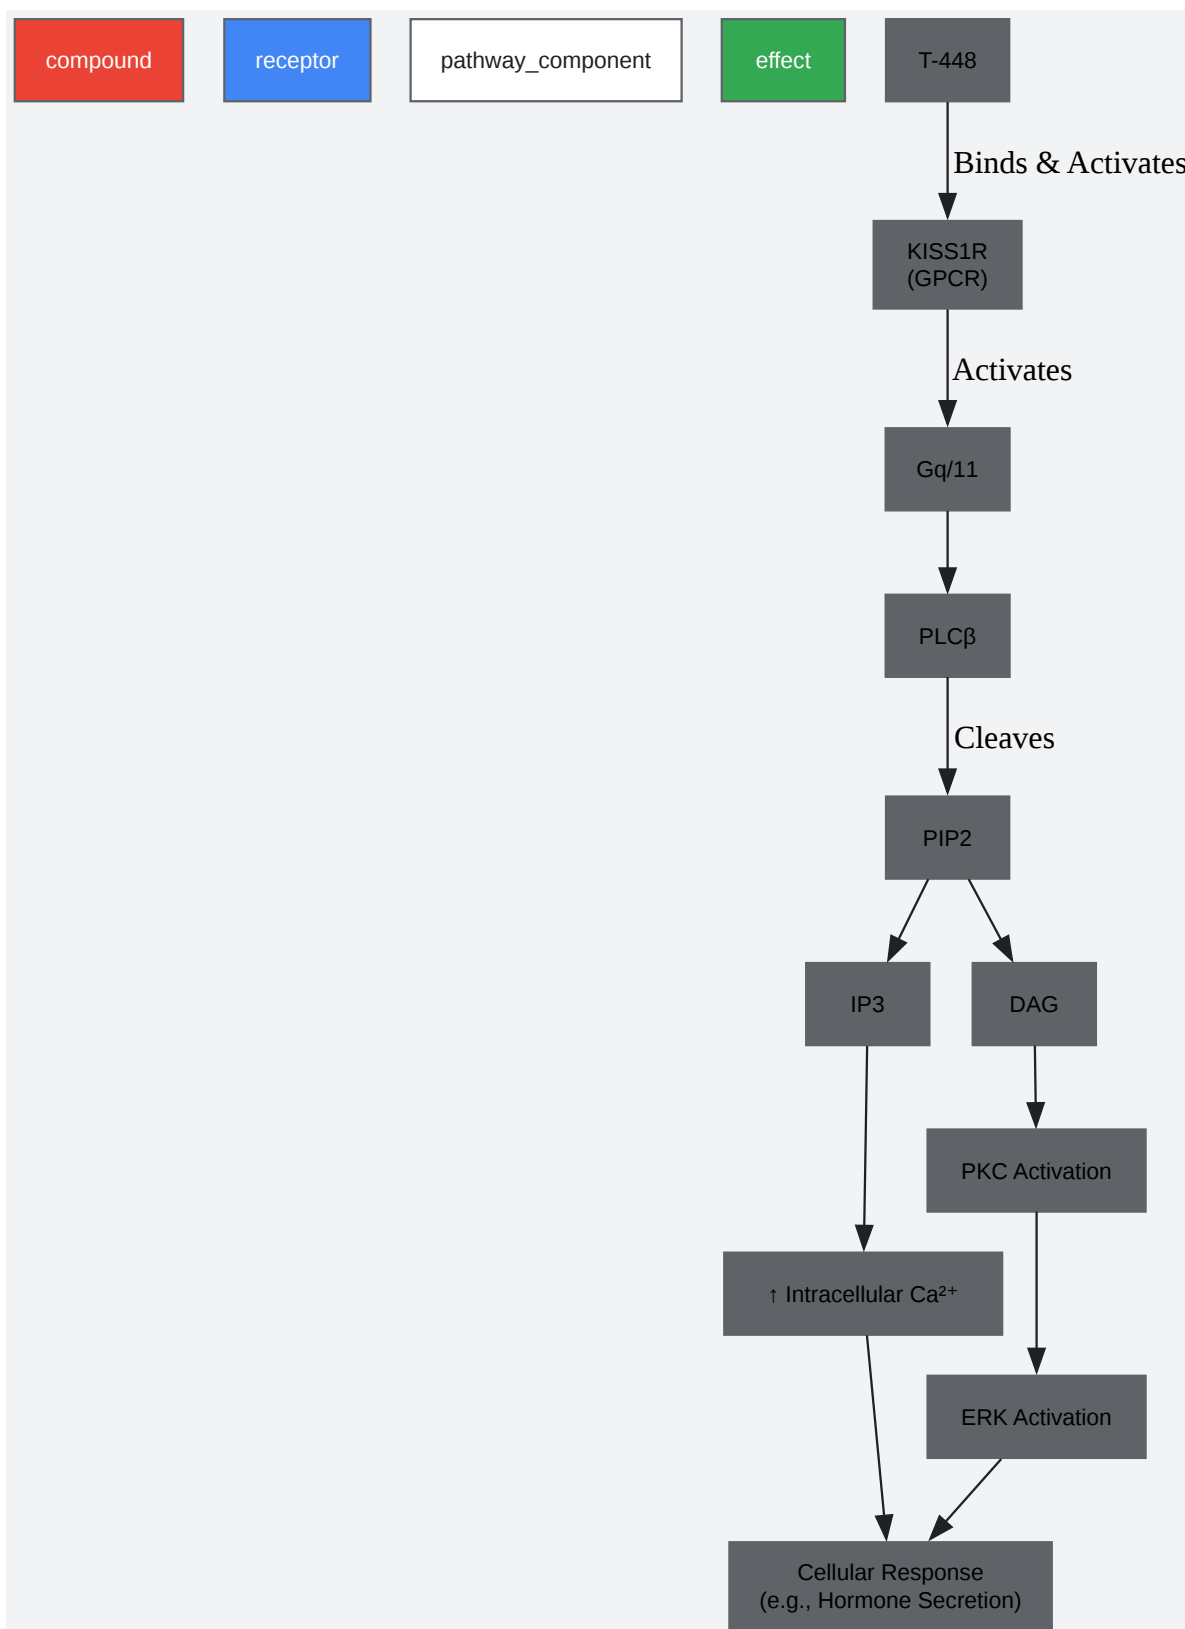 compound
receptor
pathway_component
effect
T-448
Binds & Activates
KISS1R
(GPCR)
Activates
Gq/11
PLCβ
Cleaves
PIP2
IP3
DAG
PKC Activation
↑ Intracellular Ca²⁺
ERK Activation
Cellular Response
(e.g., Hormone Secretion)